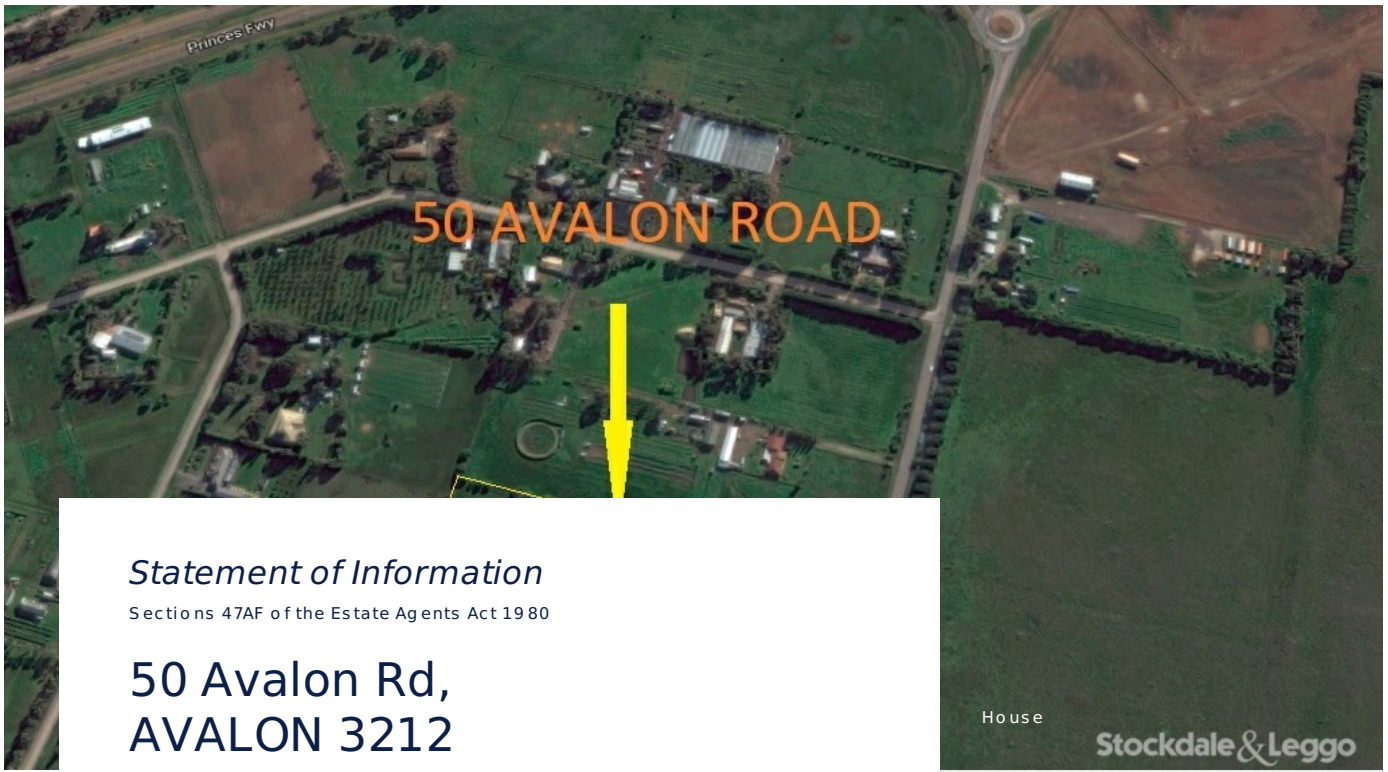 Princes Fwy
50 AVALON ROAD
Statement of Information
Sections 47AF of the Estate Agents Act 1980
50 Avalon Rd,
AVALON 3212
House
Stockdale & Leggo